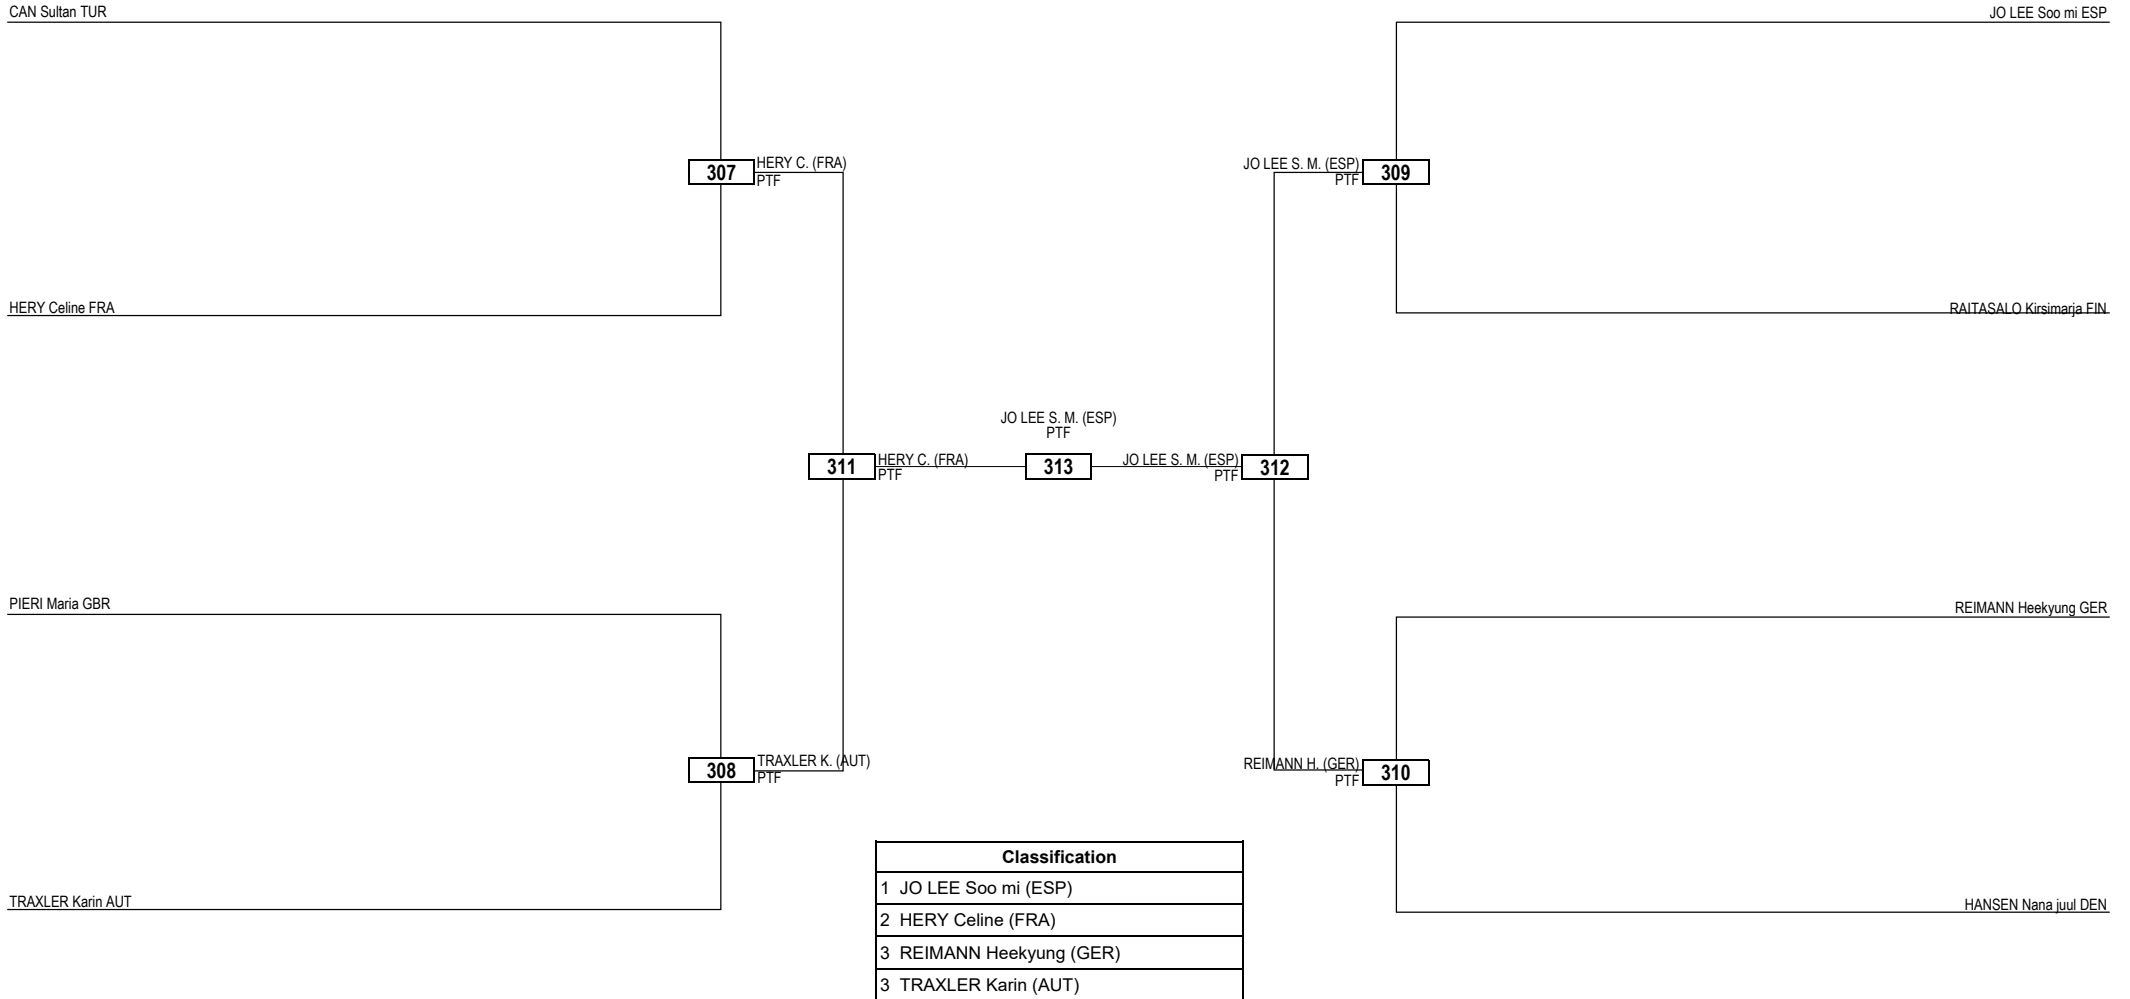 CAN Sultan TUR
JO LEE Soo mi ESP
307
HERY C. (FRA)
PTF
JO LEE S. M. (ESP)
PTF
309
HERY Celine FRA
RAITASALO Kirsimarja FIN
JO LEE S. M. (ESP)
PTF
311
HERY C. (FRA)
PTF
313
JO LEE S. M. (ESP)
PTF
312
PIERI Maria GBR
REIMANN Heekyung GER
308
TRAXLER K. (AUT)
PTF
REIMANN H. (GER)
PTF
310
TRAXLER Karin AUT
HANSEN Nana juul DEN
Classification
1 JO LEE Soo mi (ESP)
2 HERY Celine (FRA)
3 REIMANN Heekyung (GER)
3 TRAXLER Karin (AUT)